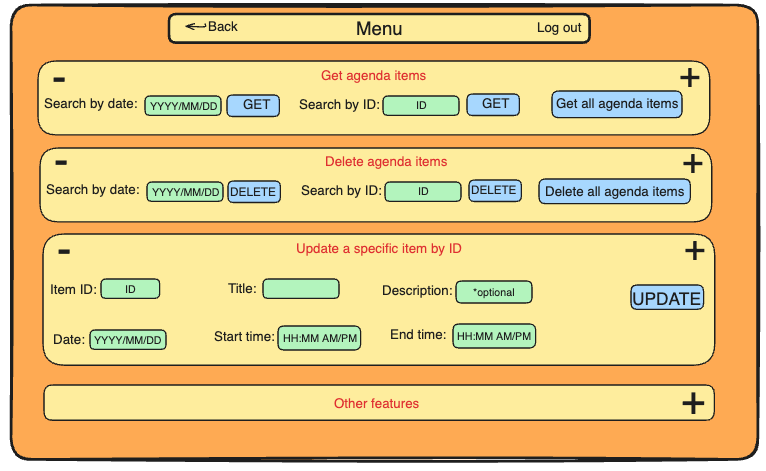 Back Menu Log out
- Get agenda items +
Search by date: YYYY/MM/DD GET Search by ID: ID GET Get all agenda items
- Delete agenda items +
Search by date: YYYY/MM/DD DELETE Search by ID: ID DELETE Delete all agenda items
- Update a specific item by ID +
Item ID: ID Title: Description: *optional UPDATE
Date: YYYY/MM/DD Start time: HH:MM AM/PM End time: HH:MM AM/PM
Other features +